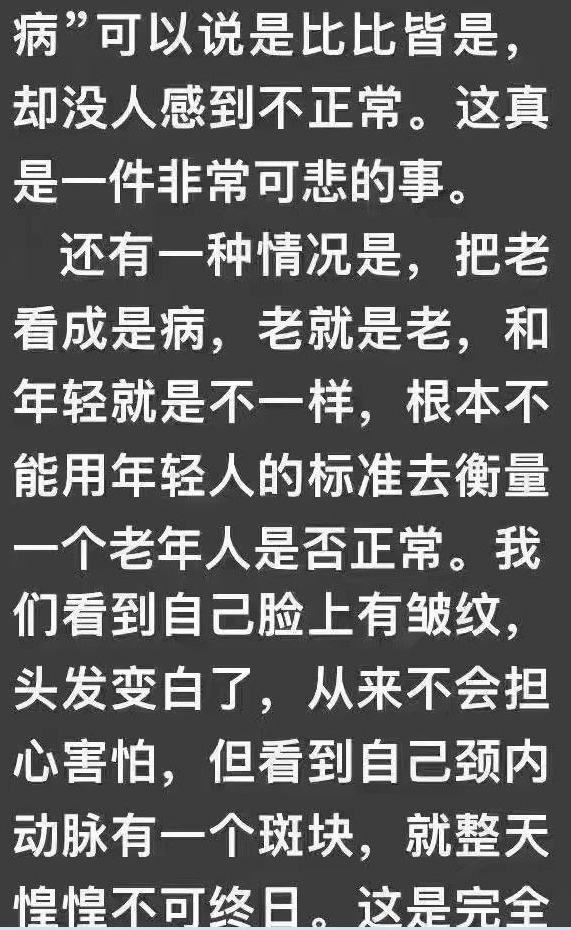 病”可以说是比比皆是，
却没人感到不正常。这真
是一件非常可悲的事。
还有一种情况是，把老
看成是病，老就是老，和
年轻就是不一样，根本不
能用年轻人的标准去衡量
一个老年人是否正常。我
们看到自己脸上有皱纹，
头发变白了，从来不会担
心害怕，但看到自己颈内
动脉有一个斑块，就整天
惶惶不可终日。这是完全